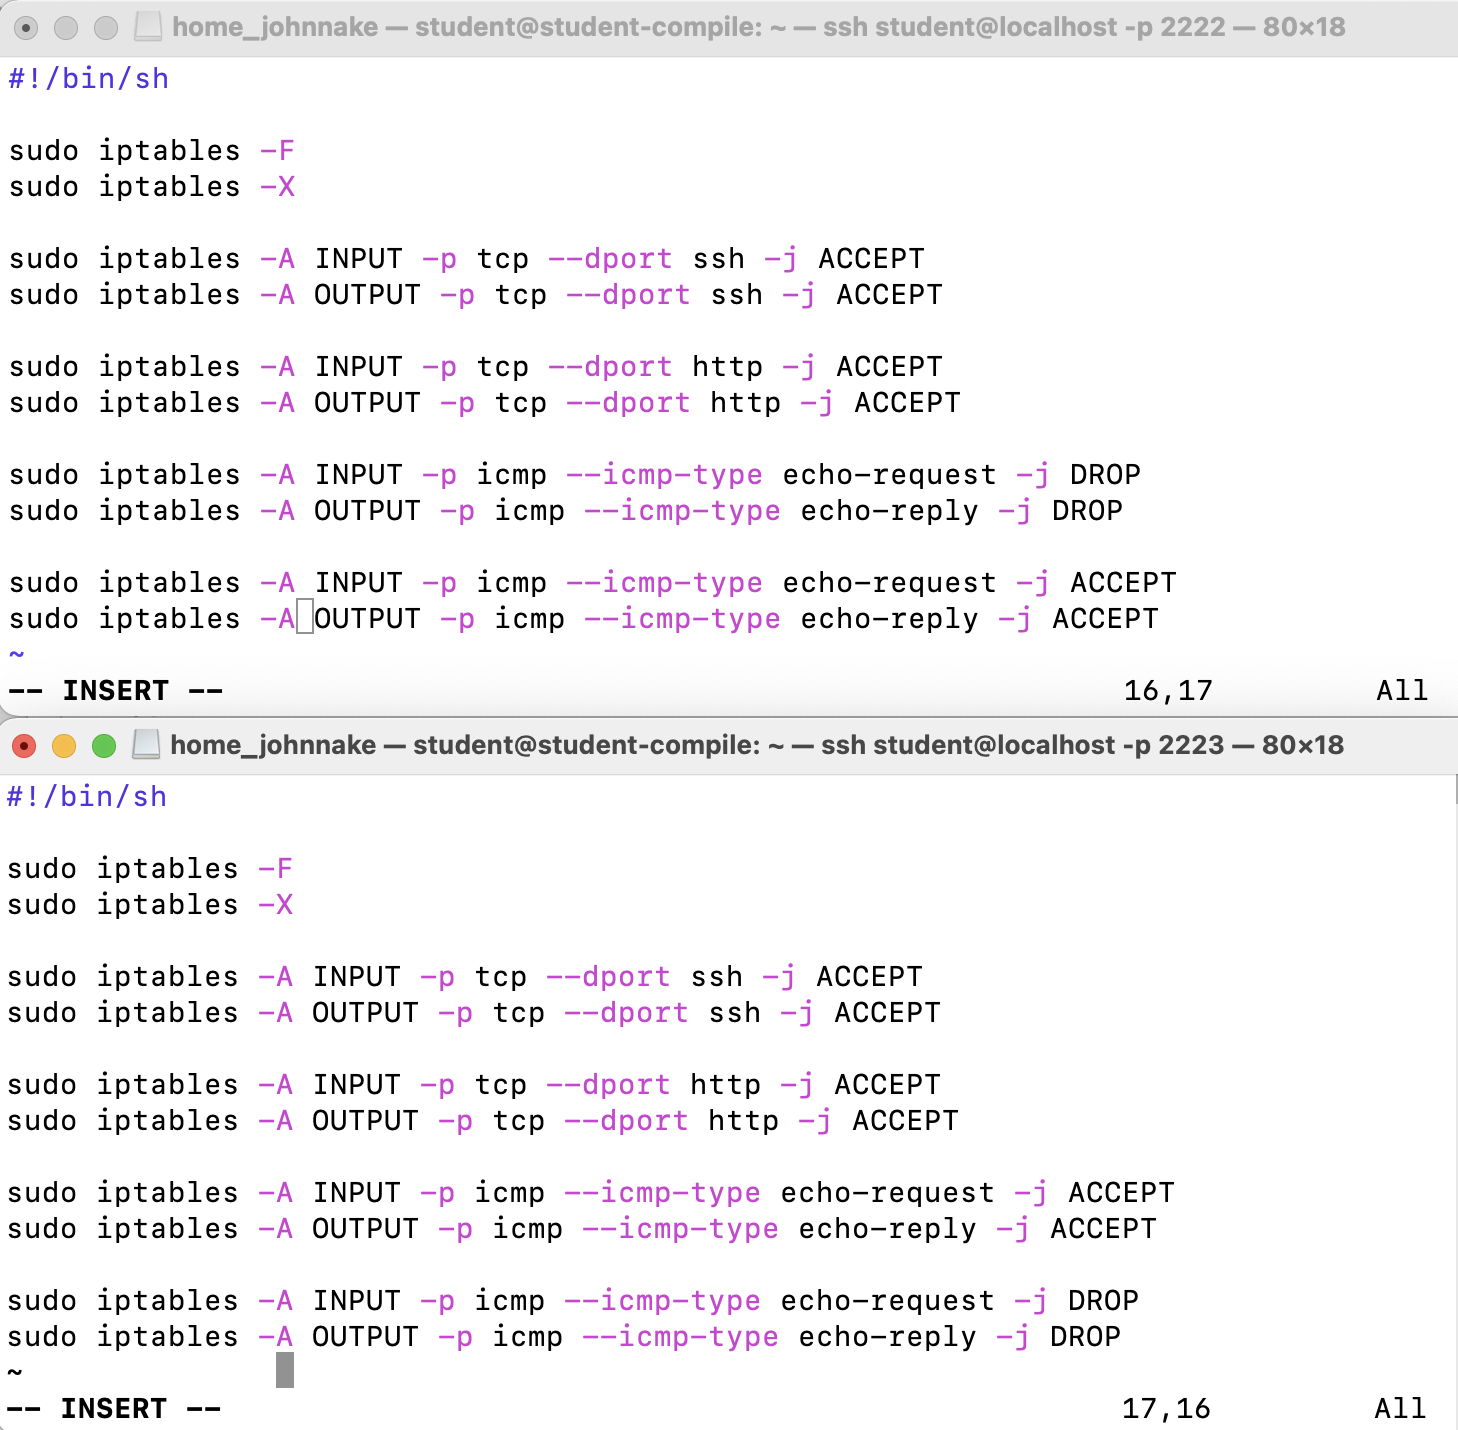 home_johnnake — student@student-compile: ~ — ssh student@localhost -p 2222 — 80×18
#!/bin/sh
sudo iptables -F
sudo iptables -X
sudo iptables -A INPUT -p tcp --dport ssh -j ACCEPT
sudo iptables -A OUTPUT -p tcp --dport ssh -j ACCEPT
sudo iptables -A INPUT -p tcp --dport http -j ACCEPT
sudo iptables -A OUTPUT -p tcp --dport http -j ACCEPT
sudo iptables -A INPUT -p icmp --icmp-type echo-request -j DROP
sudo iptables -A OUTPUT -p icmp --icmp-type echo-reply -j DROP
sudo iptables -A INPUT -p icmp --icmp-type echo-request -j ACCEPT
sudo iptables -A OUTPUT -p icmp --icmp-type echo-reply -j ACCEPT
~
-- INSERT -- 16,17 All
home_johnnake — student@student-compile: ~ — ssh student@localhost -p 2223 — 80×18
#!/bin/sh
sudo iptables -F
sudo iptables -X
sudo iptables -A INPUT -p tcp --dport ssh -j ACCEPT
sudo iptables -A OUTPUT -p tcp --dport ssh -j ACCEPT
sudo iptables -A INPUT -p tcp --dport http -j ACCEPT
sudo iptables -A OUTPUT -p tcp --dport http -j ACCEPT
sudo iptables -A INPUT -p icmp --icmp-type echo-request -j ACCEPT
sudo iptables -A OUTPUT -p icmp --icmp-type echo-reply -j ACCEPT
sudo iptables -A INPUT -p icmp --icmp-type echo-request -j DROP
sudo iptables -A OUTPUT -p icmp --icmp-type echo-reply -j DROP
~
-- INSERT -- 17,16 All